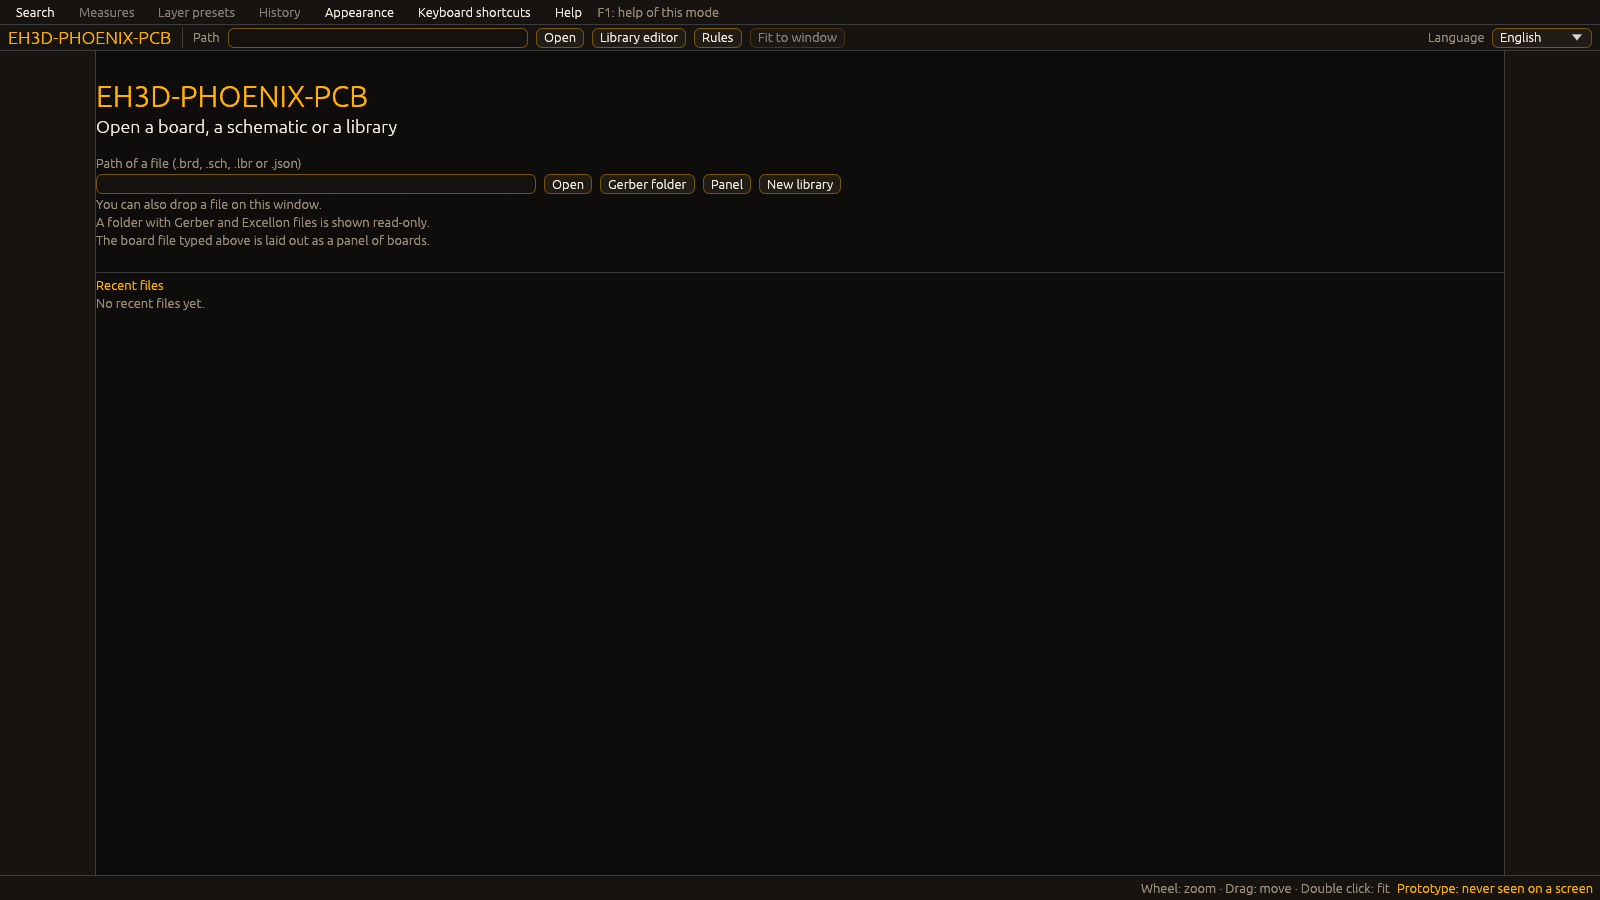 Search Measures Layer presets History Appearance Keyboard shortcuts Help F1: help of this mode
EH3D-PHOENIX-PCB Path Open Library editor Rules Fit to window Language English
EH3D-PHOENIX-PCB
Open a board, a schematic or a library
Path of a file (.brd, .sch, .lbr or .json)
Open Gerber folder Panel New library
You can also drop a file on this window.
A folder with Gerber and Excellon files is shown read-only.
The board file typed above is laid out as a panel of boards.
Recent files
No recent files yet.
Wheel: zoom · Drag: move · Double click: fit Prototype: never seen on a screen